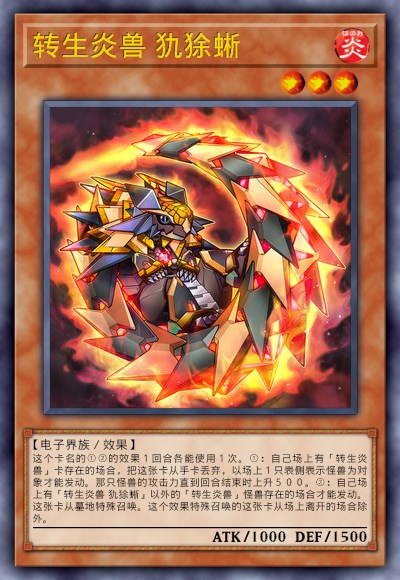 转生炎兽 犰狳蜥
炎
ほのお
【电子界族／效果】
这个卡名的①②的效果1回合各能使用1次。①：自己场上有「转生炎
兽」卡存在的场合，把这张卡从手卡丢弃，以场上1只表侧表示怪兽为对
象才能发动。那只怪兽的攻击力直到回合结束时上升500。②：自己场
上有「转生炎兽 犰狳蜥」以外的「转生炎兽」怪兽存在的场合才能发动。
这张卡从墓地特殊召唤。这个效果特殊召唤的这张卡从场上离开的场合除
外。
ATK/1000 DEF/1500